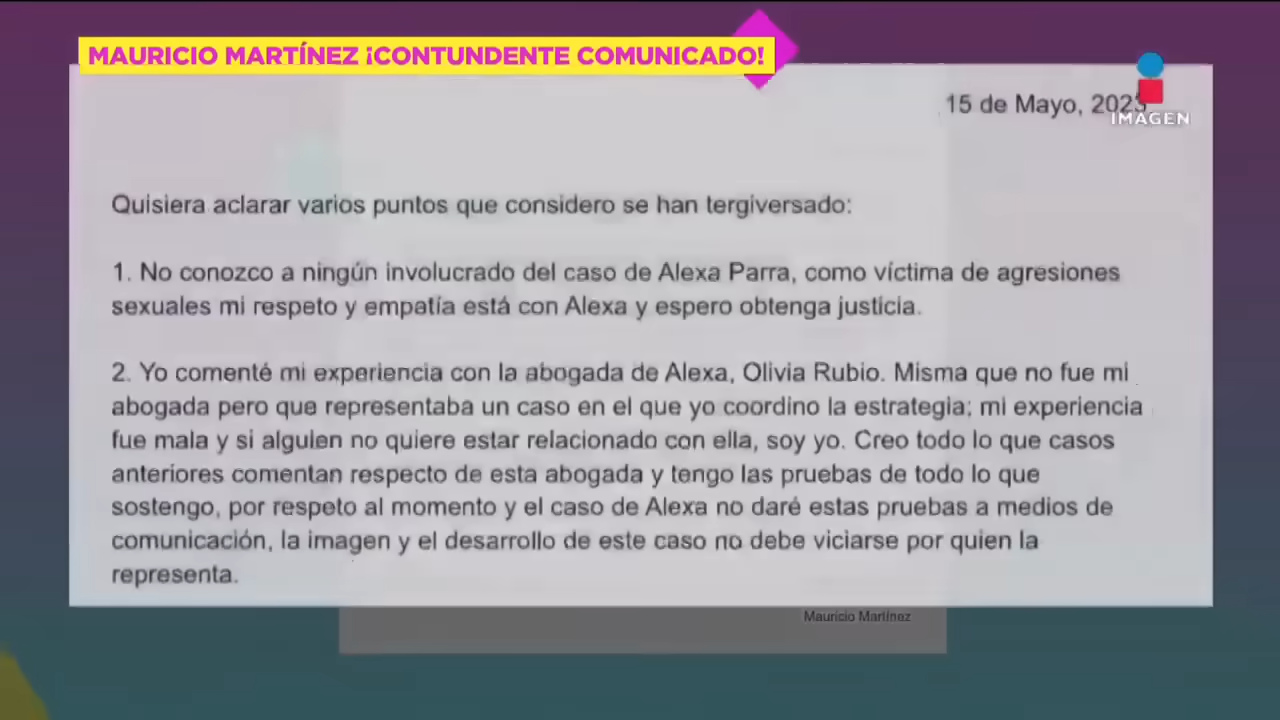 MAURICIO MARTÍNEZ ¡CONTUNDENTE COMUNICADO!
15 de Mayo, 2023
IMAGEN
Quisiera aclarar varios puntos que considero se han tergiversado:
1. No conozco a ningún involucrado del caso de Alexa Parra, como víctima de agresiones
sexuales mi respeto y empatía está con Alexa y espero obtenga justicia.
2. Yo comenté mi experiencia con la abogada de Alexa, Olivia Rubio. Misma que no fue mi
abogada pero que representaba un caso en el que yo coordino la estrategia; mi experiencia
fue mala y si alguien no quiere estar relacionado con ella, soy yo. Creo todo lo que casos
anteriores comentan respecto de esta abogada y tengo las pruebas de todo lo que
sostengo, por respeto al momento y el caso de Alexa no daré estas pruebas a medios de
comunicación, la imagen y el desarrollo de este caso no debe viciarse por quien la
representa.
Mauricio Martínez